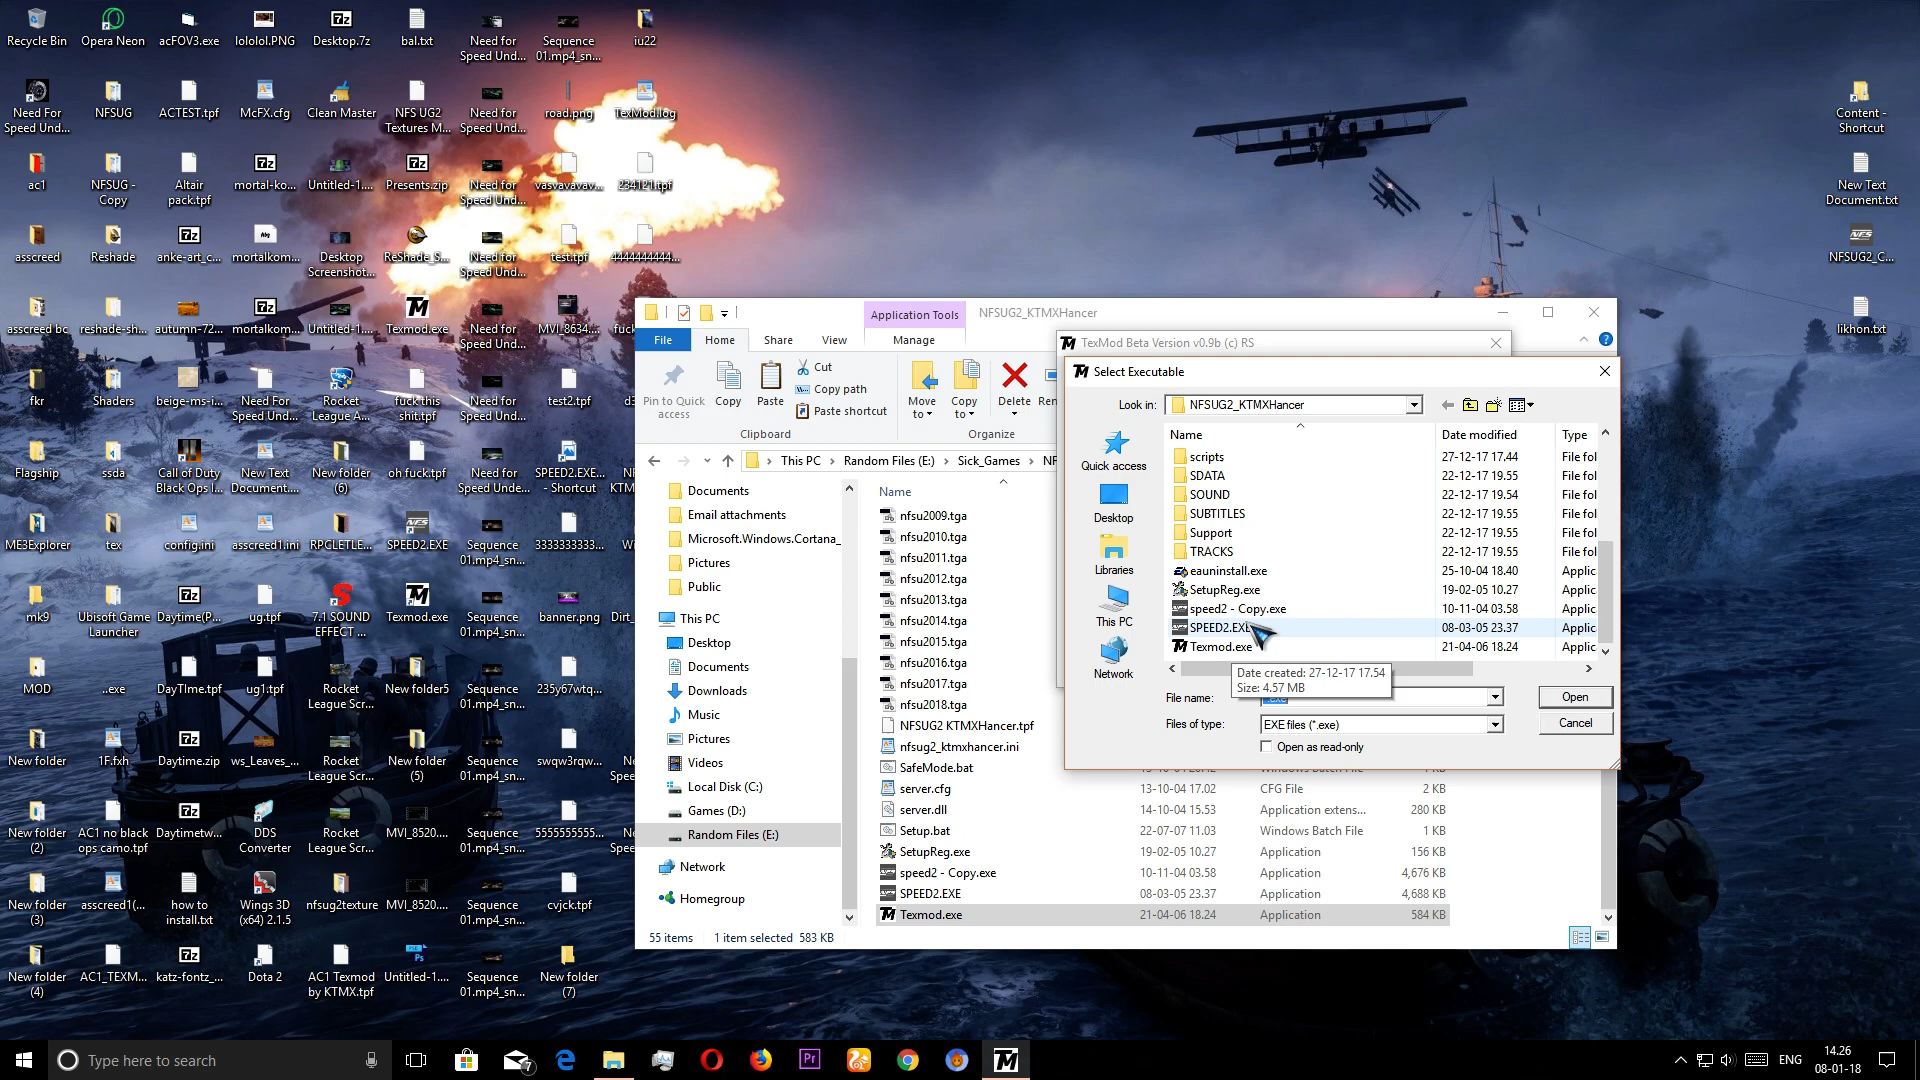 Recycle Bin
Opera Neon
acFOV3.exe
lololol.PNG
Desktop.7z
bal.txt
Need for Speed Und...
Sequence 01.mp4_sn...
iu22
Need For Speed Und...
NFSUG
ACTEST.tpf
McFX.cfg
Clean Master
NFS UG2 Textures M...
Need for Speed Und...
road.png
TexMod.log
ac1
NFSUG - Copy
Altair pack.tpf
mortal-ko...
Untitled-1....
Presents.zip
Need for Speed Und...
vasvavavav...
234121.tpf
asscreed
Reshade
anke-art_c...
mortalkom...
Desktop Screenshot...
ReShade_S...
Need for Speed Und...
test.tpf
4444444444...
asscreed bc
reshade-sh...
autumn-72...
mortalkom...
Untitled-1....
Texmod.exe
Need for Speed Und...
MVI_8634....
fkr
Shaders
beige-ms-i...
Need For Speed Und...
Rocket League A...
fuck this shit.tpf
Need for Speed Und...
test2.tpf
Flagship
ssda
Call of Duty Black Ops I...
New Text Document....
New folder (6)
oh fuck.tpf
Need for Speed Unde...
SPEED2.EXE... - Shortcut
ME3Explorer
tex
config.ini
asscreed1.ini
RPCLETLE...
SPEED2.EXE
Sequence 01.mp4_sn...
3333333333...
mk9
Ubisoft Game Launcher
Daytime(P...
ug.tpf
7.1 SOUND EFFECT ...
Texmod.exe
Sequence 01.mp4_sn...
banner.png
Dirt_
MOD
..exe
DayTIme.tpf
ug1.tpf
Rocket League Scr...
New folder5
Sequence 01.mp4_sn...
235y67wtq...
New folder
1F.fxh
Daytime.zip
ws_Leaves_...
Rocket League Scr...
New folder (5)
Sequence 01.mp4_sn...
swqw3rqw...
New folder (2)
AC1 no black ops camo.tpf
Daytimetw...
DDS Converter
Rocket League Scr...
MVI_8520....
Sequence 01.mp4_sn...
5555555555...
New folder (3)
asscreed1(...
how to install.txt
Wings 3D (x64) 2.1.5
nfsug2texture
MVI_8520....
Sequence 01.mp4_sn...
cvjck.tpf
New folder (4)
AC1_TEXM...
katz-fontz_...
Dota 2
AC1 Texmod by KTMX.tpf
Untitled-1....
Sequence 01.mp4_sn...
New folder (7)
Content - Shortcut
New Text Document.txt
NFSUG2_C...
likhon.txt
Application Tools
NFSUG2_KTMXHancer
File
Home
Share
View
Manage
Pin to Quick access
Copy
Paste
Cut
Copy path
Paste shortcut
Clipboard
Move to
Copy to
Delete
Ren
Organize
This PC
Random Files (E:)
Sick_Games
NF
Documents
Email attachments
Microsoft.Windows.Cortana_
Pictures
Public
This PC
Desktop
Documents
Downloads
Music
Pictures
Videos
Local Disk (C:)
Games (D:)
Random Files (E:)
Network
Homegroup
Name
nfsu2009.tga
nfsu2010.tga
nfsu2011.tga
nfsu2012.tga
nfsu2013.tga
nfsu2014.tga
nfsu2015.tga
nfsu2016.tga
nfsu2017.tga
nfsu2018.tga
NFSUG2 KTMXHancer.tpf
nfsug2_ktmxhancer.ini
SafeMode.bat
server.cfg 13-10-04 17.02 CFG File 2 KB
server.dll 14-10-04 15.53 Application extens... 280 KB
Setup.bat 22-07-07 11.03 Windows Batch File 1 KB
SetupReg.exe 19-02-05 10.27 Application 156 KB
speed2 - Copy.exe 10-11-04 03.58 Application 4,676 KB
SPEED2.EXE 08-03-05 23.37 Application 4,688 KB
Texmod.exe 21-04-06 18.24 Application 584 KB
55 items 1 item selected 583 KB
TexMod Beta Version v0.9b (c) RS
Select Executable
Look in: NFSUG2_KTMXHancer
Quick access
Desktop
Libraries
This PC
Network
Name Date modified Type
scripts 27-12-17 17.44 File fol
SDATA 22-12-17 19.55 File fol
SOUND 22-12-17 19.54 File fol
SUBTITLES 22-12-17 19.55 File fol
Support 22-12-17 19.55 File fol
TRACKS 22-12-17 19.55 File fol
eauninstall.exe 25-10-04 18.40 Applic
SetupReg.exe 19-02-05 10.27 Applic
speed2 - Copy.exe 10-11-04 03.58 Applic
SPEED2.EXE 08-03-05 23.37 Applic
Texmod.exe 21-04-06 18.24 Applic
Date created: 27-12-17 17.54
Size: 4.57 MB
File name:
Open
Files of type: EXE files (*.exe)
Cancel
Open as read-only
Type here to search
7
ENG
14.26
08-01-18